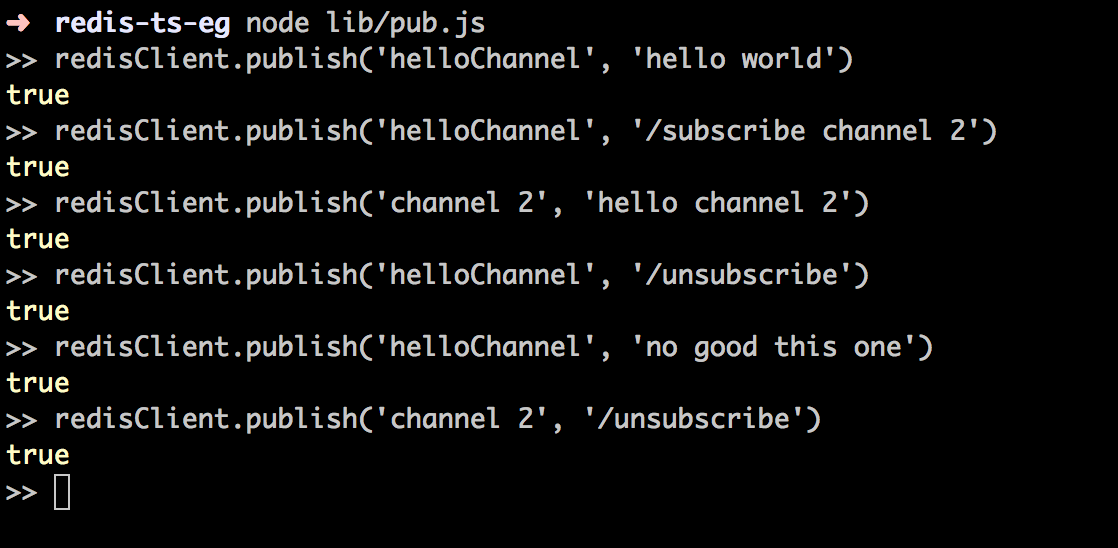 ➜ redis-ts-eg node lib/pub.js
>> redisClient.publish('helloChannel', 'hello world')
true
>> redisClient.publish('helloChannel', '/subscribe channel 2')
true
>> redisClient.publish('channel 2', 'hello channel 2')
true
>> redisClient.publish('helloChannel', '/unsubscribe')
true
>> redisClient.publish('helloChannel', 'no good this one')
true
>> redisClient.publish('channel 2', '/unsubscribe')
true
>>